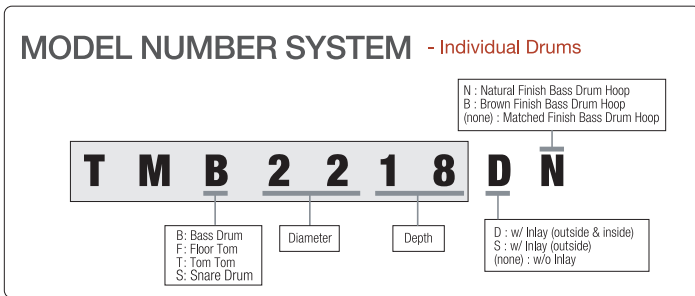 MODEL NUMBER SYSTEM - Individual Drums
N : Natural Finish Bass Drum Hoop
B : Brown Finish Bass Drum Hoop
(none) : Matched Finish Bass Drum Hoop
T M B 2 2 1 8 D N
B: Bass Drum
F: Floor Tom
T: Tom Tom
S: Snare Drum
Diameter
Depth
D : w/ Inlay (outside & inside)
S : w/ Inlay (outside)
(none) : w/o Inlay